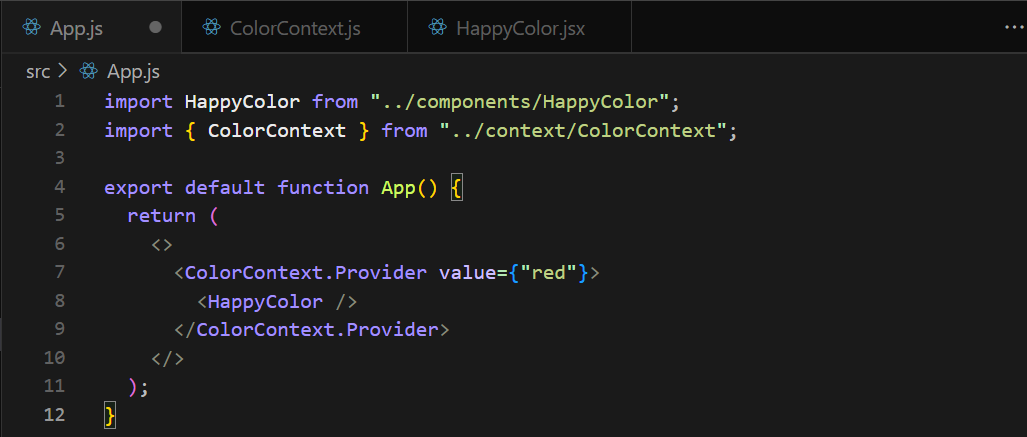 App.js ColorContext.js HappyColor.jsx ...
src > App.js
1 import HappyColor from "../components/HappyColor";
2 import { ColorContext } from "../context/ColorContext";
3
4 export default function App() {
5 return (
6 <>
7 <ColorContext.Provider value={"red"}>
8 <HappyColor />
9 </ColorContext.Provider>
10 </>
11 );
12 }